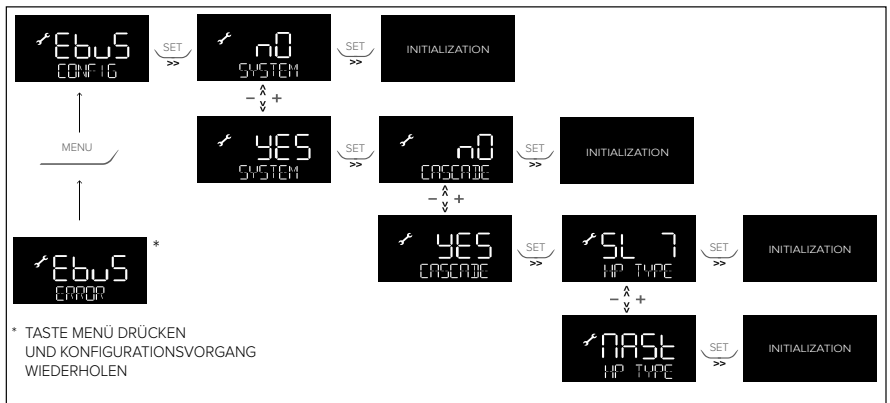 EbuS
CONFIG
SET
>>
nO
SYSTEM
SET
>>
INITIALIZATION
- +
MENU
YES
SYSTEM
SET
>>
nO
CASCADE
SET
>>
INITIALIZATION
- +
EbuS
ERROR
*
YES
CASCADE
SET
>>
SL 7
HP TYPE
SET
>>
INITIALIZATION
- +
* TASTE MENÜ DRÜCKEN
UND KONFIGURATIONSVORGANG
WIEDERHOLEN
MASt
HP TYPE
SET
>>
INITIALIZATION